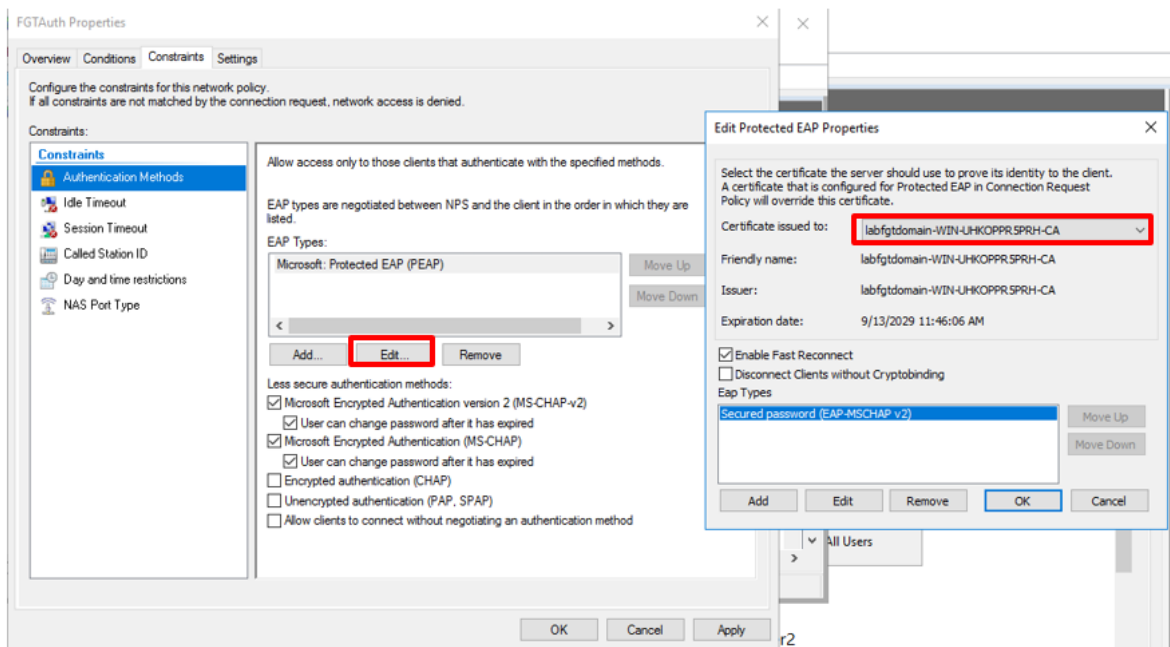 FGTAuth Properties
Overview Conditions Constraints Settings
Configure the constraints for this network policy.
If all constraints are not matched by the connection request, network access is denied.
Constraints:
Constraints
Authentication Methods
Idle Timeout
Session Timeout
Called Station ID
Day and time restrictions
NAS Port Type
Allow access only to those clients that authenticate with the specified methods.
EAP types are negotiated between NPS and the client in the order in which they are
listed.
EAP Types:
Microsoft: Protected EAP (PEAP)
Move Up
Move Down
Add... Edit... Remove
Less secure authentication methods:
Microsoft Encrypted Authentication version 2 (MS-CHAP-v2)
User can change password after it has expired
Microsoft Encrypted Authentication (MS-CHAP)
User can change password after it has expired
Encrypted authentication (CHAP)
Unencrypted authentication (PAP, SPAP)
Allow clients to connect without negotiating an authentication method
OK Cancel Apply
Edit Protected EAP Properties
Select the certificate the server should use to prove its identity to the client.
A certificate that is configured for Protected EAP in Connection Request
Policy will override this certificate.
Certificate issued to: labfgtdomain-WIN-UHKOPPR5PRH-CA
Friendly name: labfgtdomain-WIN-UHKOPPR5PRH-CA
Issuer: labfgtdomain-WIN-UHKOPPR5PRH-CA
Expiration date: 9/13/2029 11:46:06 AM
Enable Fast Reconnect
Disconnect Clients without Cryptobinding
Eap Types
Secured password (EAP-MSCHAP v2)
Move Up
Move Down
Add Edit Remove OK Cancel
All Users
r2